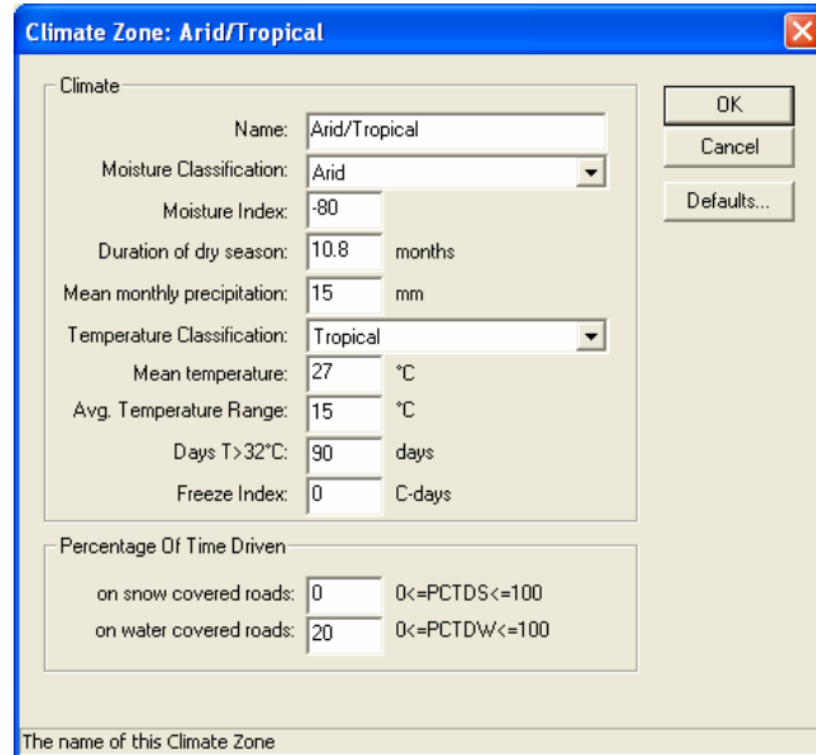 Climate Zone: Arid/Tropical
Climate
OK
Name: Arid/Tropical
Cancel
Moisture Classification: Arid
Defaults...
Moisture Index: -80
Duration of dry season: 10.8 months
Mean monthly precipitation: 15 mm
Temperature Classification: Tropical
Mean temperature: 27 °C
Avg. Temperature Range: 15 °C
Days T>32°C: 90 days
Freeze Index: 0 C-days
Percentage Of Time Driven
on snow covered roads: 0 0<=PCTDS<=100
on water covered roads: 20 0<=PCTDW<=100
The name of this Climate Zone